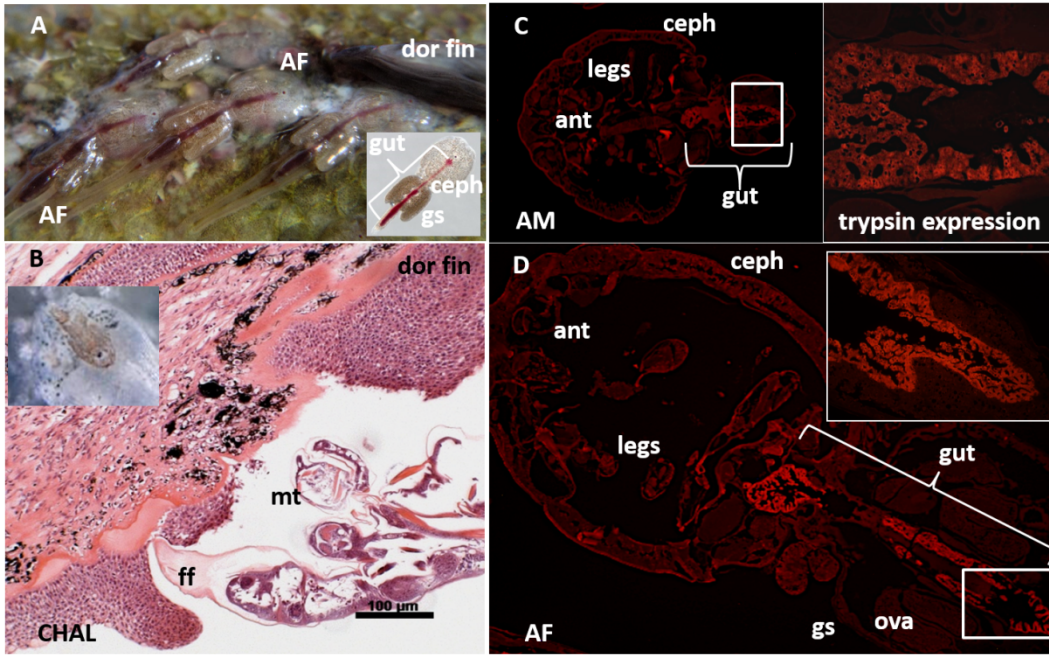 A
dor fin
AF
gut
ceph
gs
AF
B
dor fin
mt
ff
100 µm
CHAL
C
ceph
legs
ant
gut
AM
trypsin expression
D
ceph
ant
legs
gut
gs
ova
AF